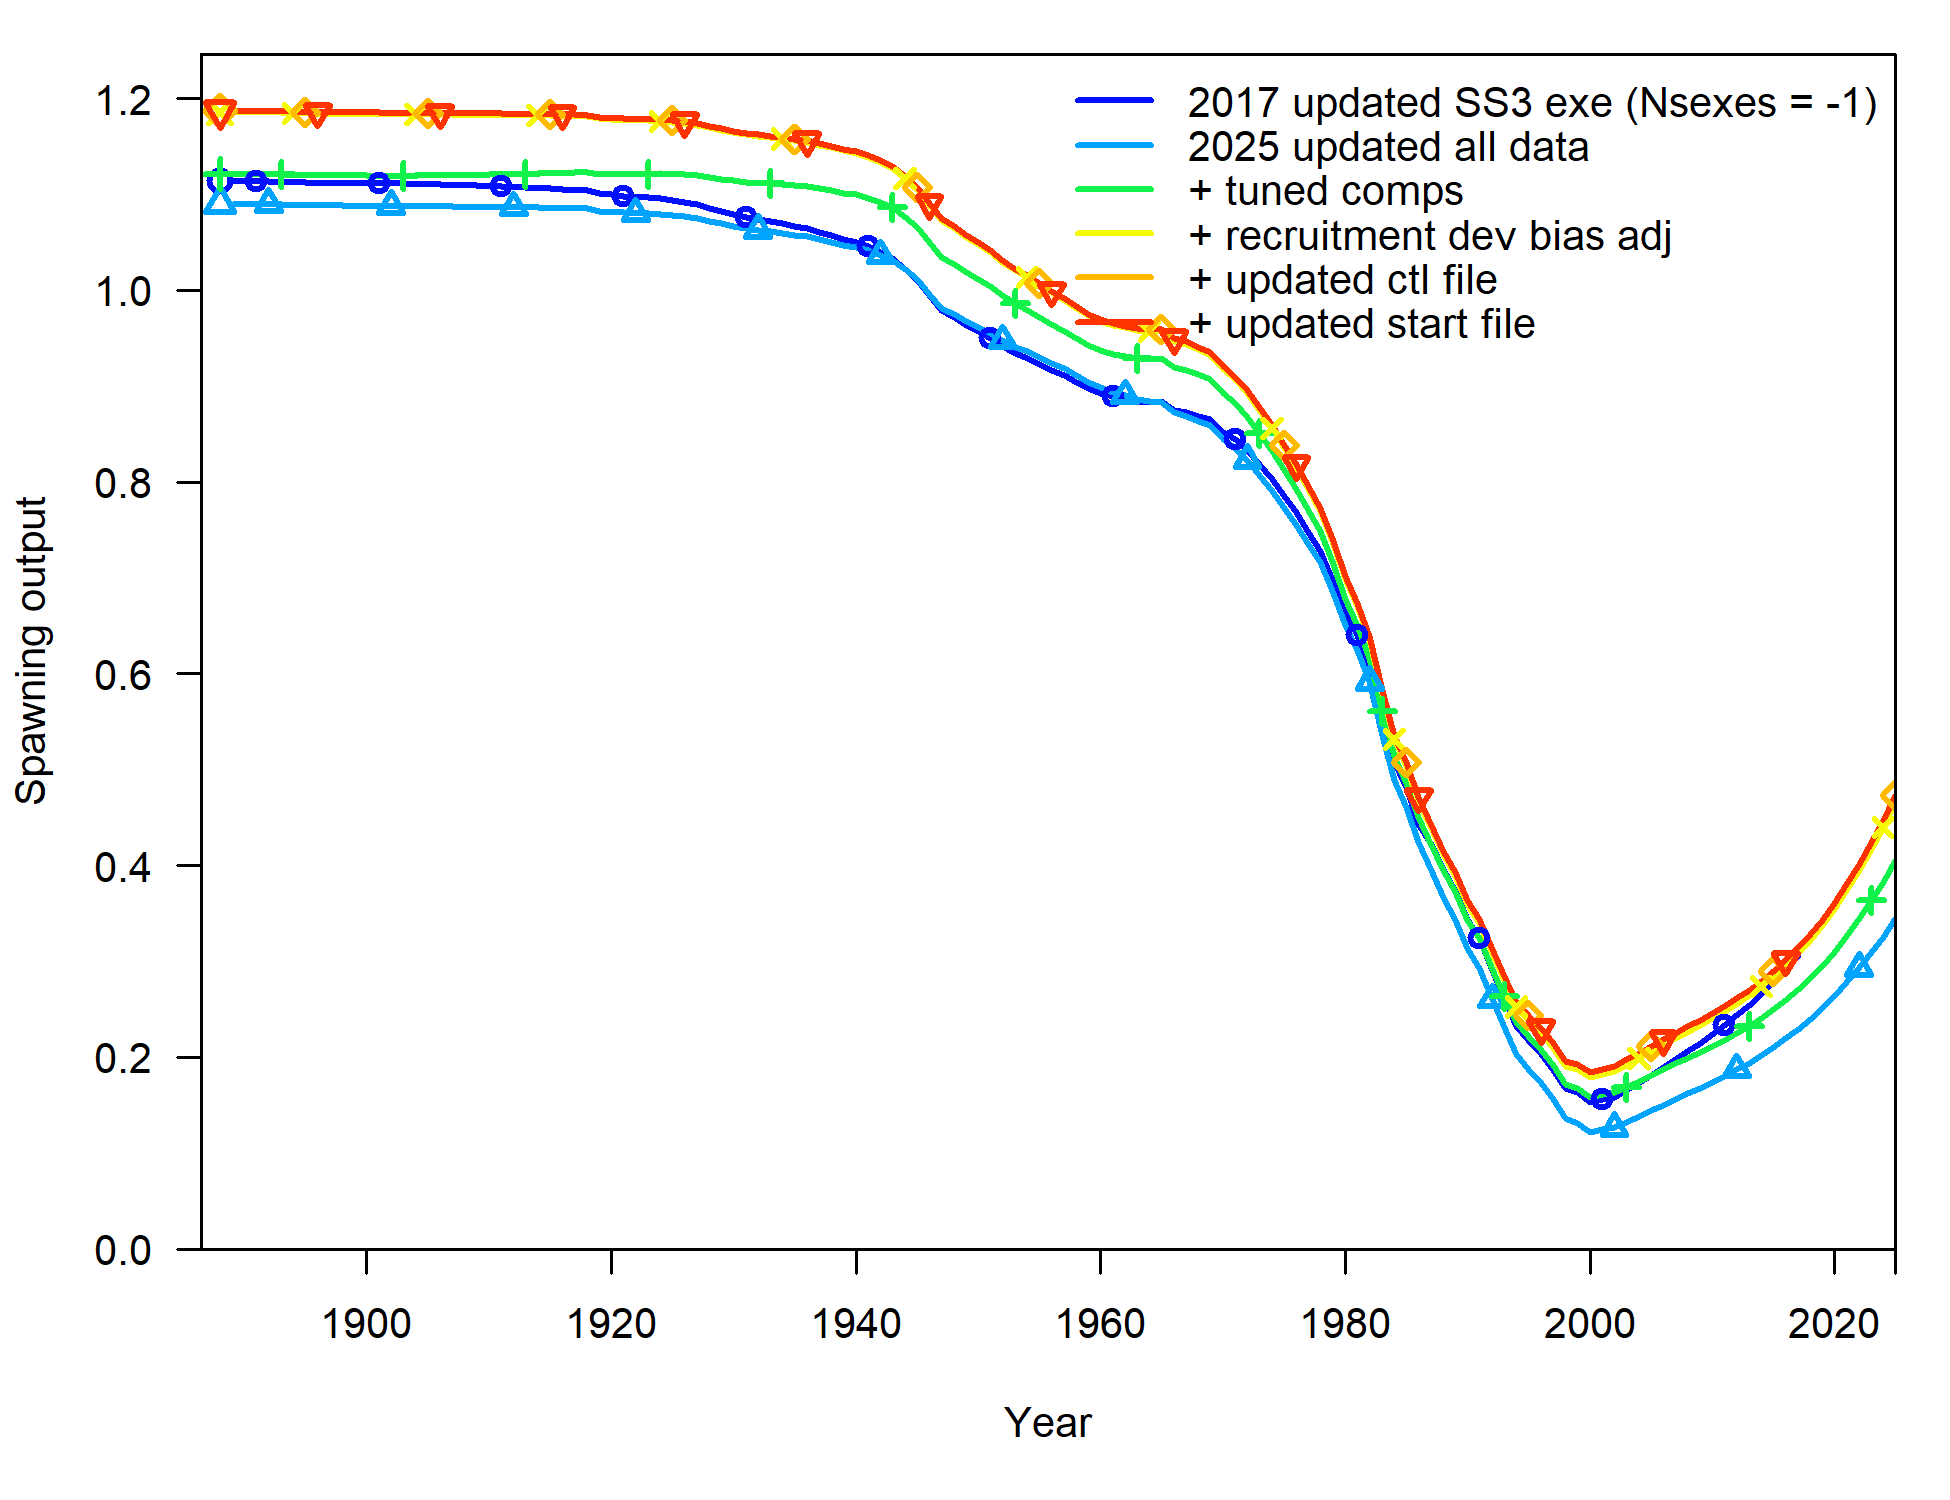 1.2
1.0
0.8
0.6
0.4
0.2
0.0
Spawning output
2017 updated SS3 exe (Nsexes = -1)
2025 updated all data
+ tuned comps
+ recruitment dev bias adj
+ updated ctl file
+ updated start file
1900 1920 1940 1960 1980 2000 2020
Year